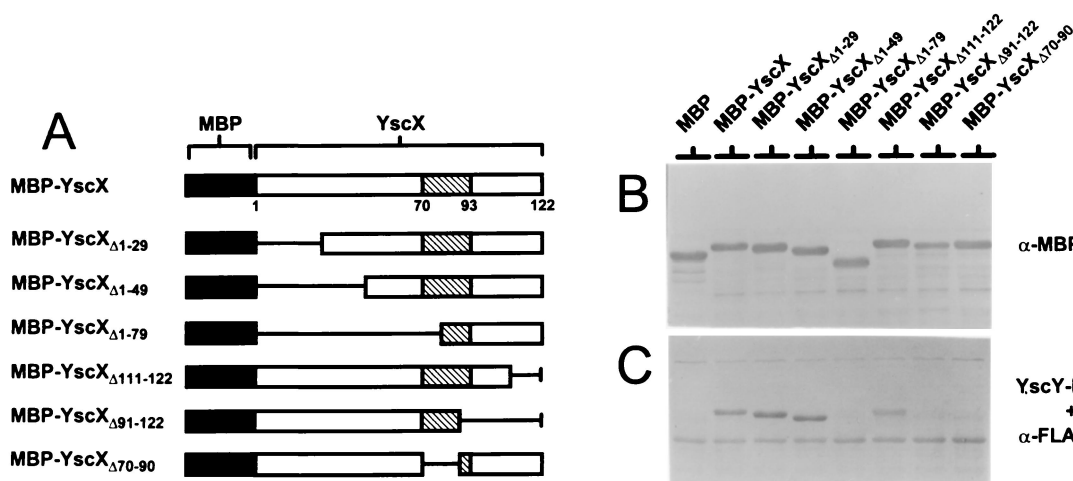 A
MBP YscX
MBP-YscX
1 70 93 122
MBP-YscXΔ1-29
MBP-YscXΔ1-49
MBP-YscXΔ1-79
MBP-YscXΔ111-122
MBP-YscXΔ91-122
MBP-YscXΔ70-90
MBP
MBP-YscX
MBP-YscXΔ1-29
MBP-YscXΔ1-49
MBP-YscXΔ1-79
MBP-YscXΔ111-122
MBP-YscXΔ91-122
MBP-YscXΔ70-90
B
α-MBP
C
YscY-
+
α-FLA